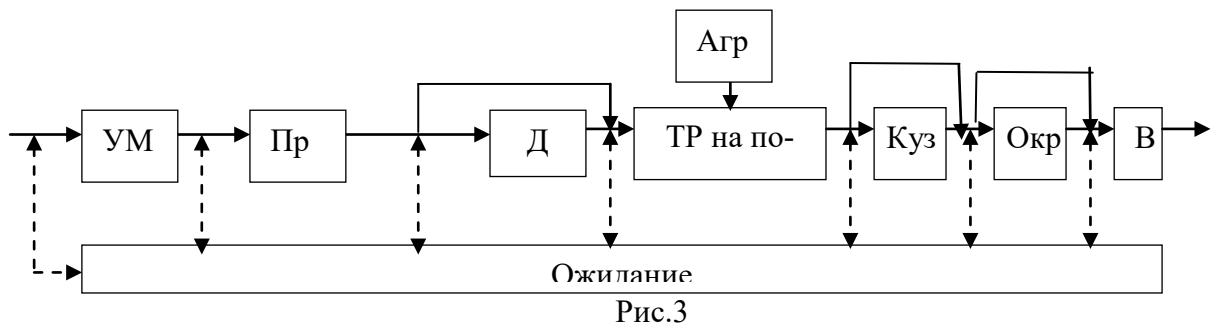 Агр
УМ
Пр
Д
ТР на по-
Куз
Окр
В
Ожидание
Рис.3